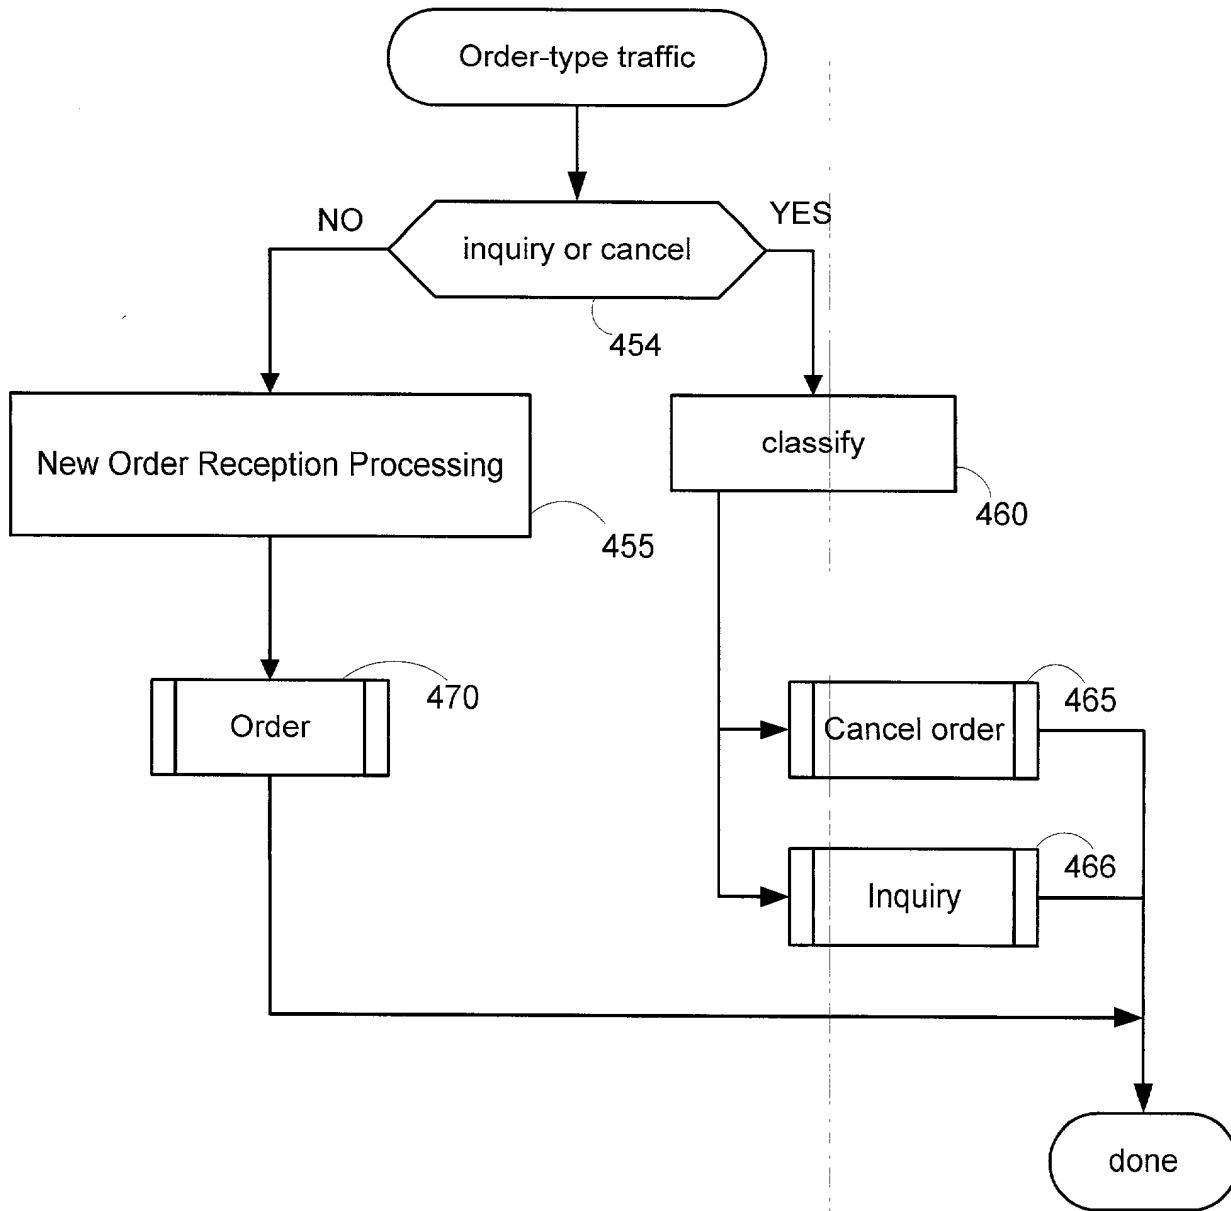 Order-type traffic
NO
YES
inquiry or cancel
454
New Order Reception Processing
455
classify
460
Order
470
Cancel order
465
Inquiry
466
done